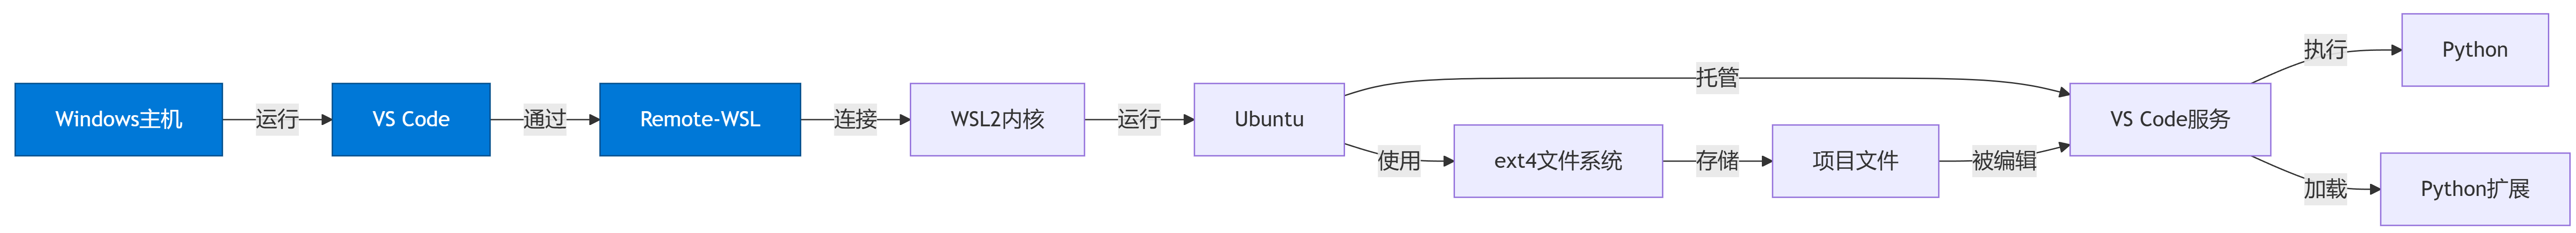 Windows主机
运行
VS Code
通过
Remote-WSL
连接
WSL2内核
运行
Ubuntu
托管
使用
ext4文件系统
存储
项目文件
被编辑
VS Code服务
执行
Python
加载
Python扩展